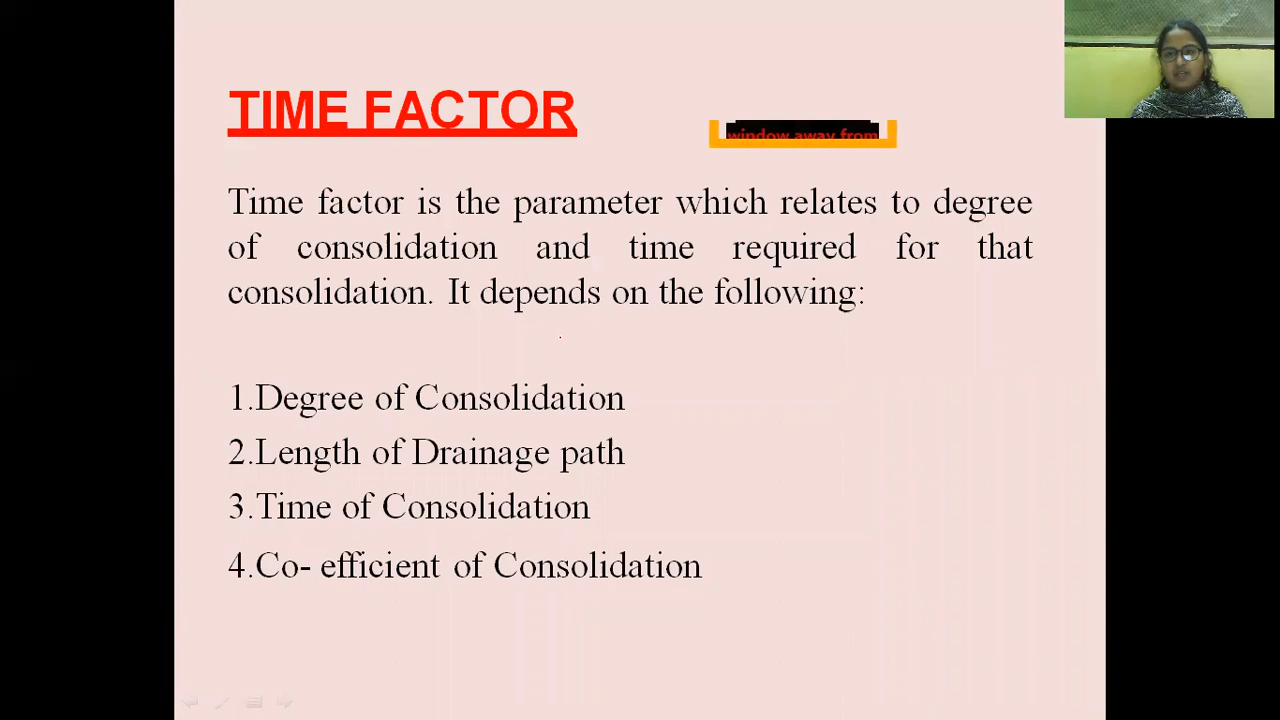 TIME FACTOR
window away from
Time factor is the parameter which relates to degree
of consolidation and time required for that
consolidation. It depends on the following:
1.Degree of Consolidation
2.Length of Drainage path
3.Time of Consolidation
4.Co- efficient of Consolidation